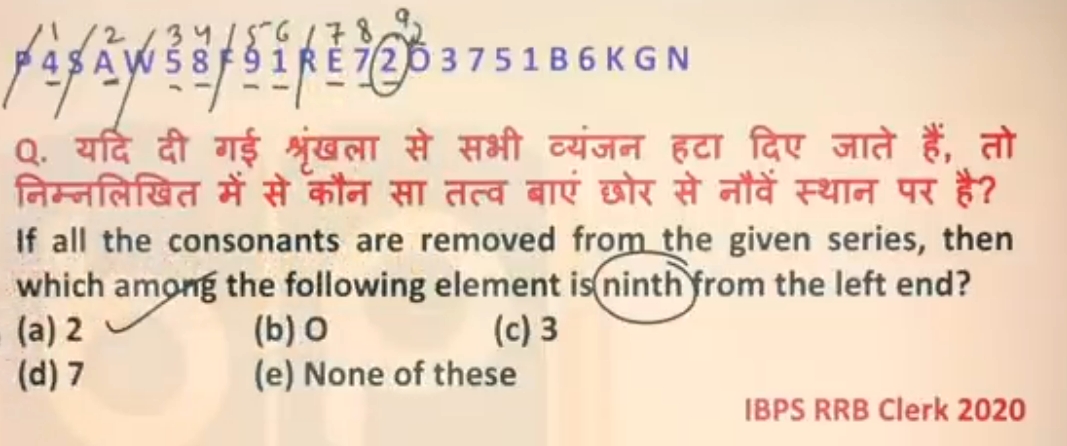 1 2 3 4 5 6 7 8 9
P 4 S A W 5 8 F 9 1 R E 7 2 O 3 7 5 1 B 6 K G N
Q. यदि दी गई श्रृंखला से सभी व्यंजन हटा दिए जाते हैं, तो
निम्नलिखित में से कौन सा तत्व बाएं छोर से नौवें स्थान पर है?
If all the consonants are removed from the given series, then
which among the following element is ninth from the left end?
(a) 2 (b) O (c) 3
(d) 7 (e) None of these
IBPS RRB Clerk 2020